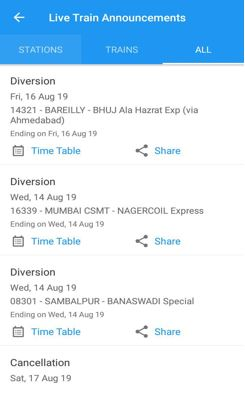 Live Train Announcements
STATIONS TRAINS ALL
Diversion
Fri, 16 Aug 19
14321 - BAREILLY - BHUJ Ala Hazrat Exp (via
Ahmedabad)
Ending on Fri, 16 Aug 19
Time Table Share
Diversion
Wed, 14 Aug 19
16339 - MUMBAI CSMT - NAGERCOIL Express
Ending on Wed, 14 Aug 19
Time Table Share
Diversion
Wed, 14 Aug 19
08301 - SAMBALPUR - BANASWADI Special
Ending on Wed, 14 Aug 19
Time Table Share
Cancellation
Sat, 17 Aug 19